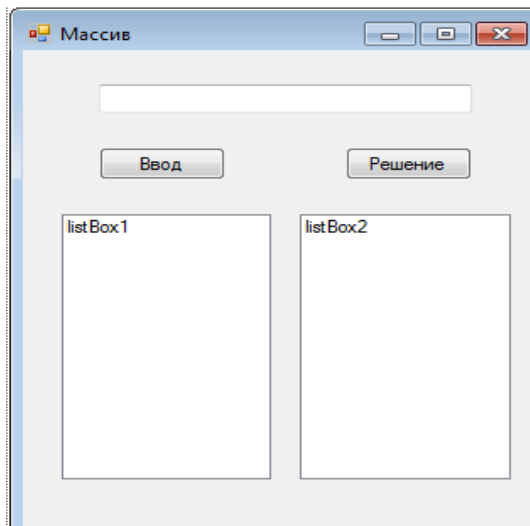 Массив
Ввод
Решение
listBox1
listBox2